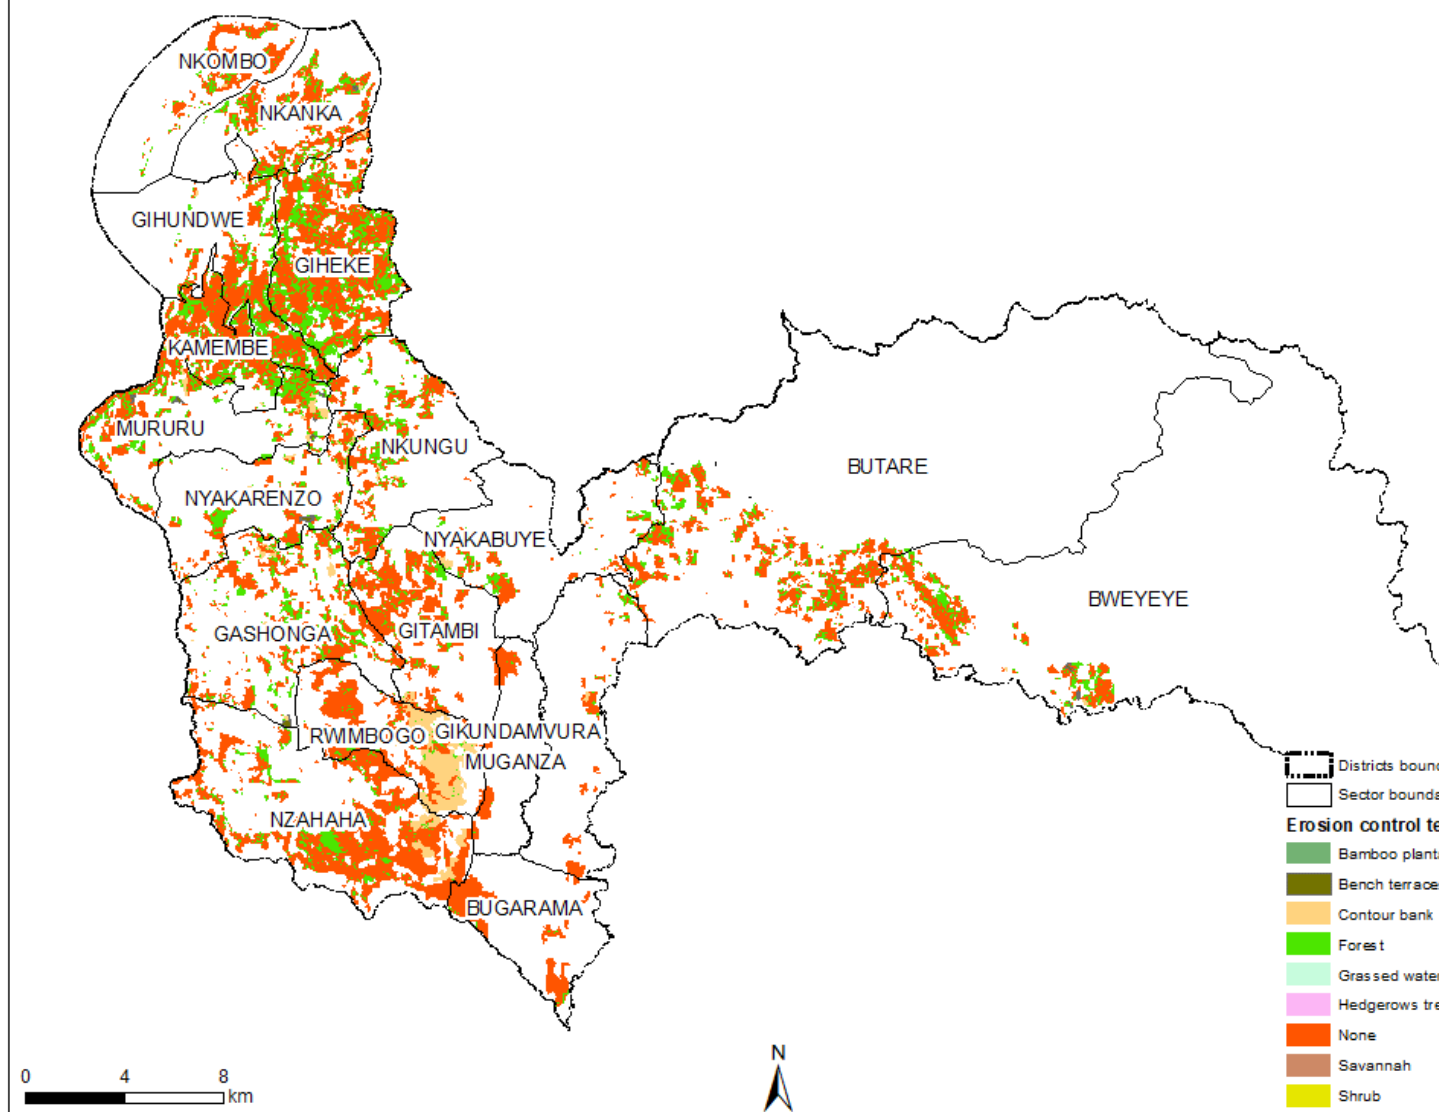 NKOMBO
NKANKA
GIHUNDWE
GIHEKE
KAMEMBE
MURURU
NKUNGU
BUTARE
NYAKARENZO
NYAKABUYE
BWEYEYE
GASHONGA
GITAMBI
RWIMBOGO
GIKUNDAMVURA
MUGANZA
NZAHAHA
BUGARAMA
Districts bound
Sector bounda
Erosion control te
Bamboo planta
Bench terrace
Contour bank
Forest
Grassed water
Hedgerows tre
None
Savannah
Shrub
N
0 4 8
km